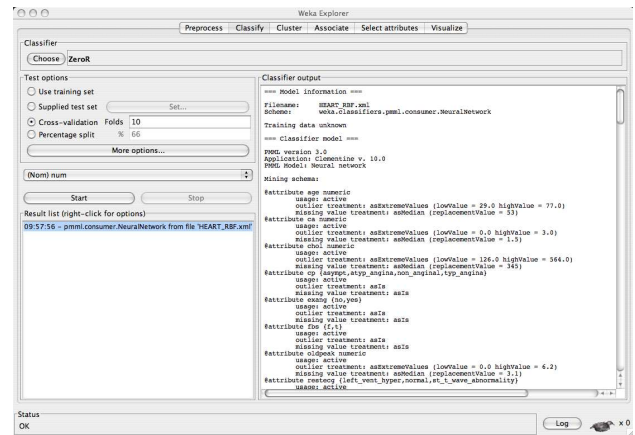 Weka Explorer
Preprocess Classify Cluster Associate Select attributes Visualize
Classifier
Choose ZeroR
Test options
Use training set
Supplied test set Set...
Cross-validation Folds 10
Percentage split % 66
More options...
(Nom) num
Start Stop
Result list (right-click for options)
09:57:56 - pmml.consumer.NeuralNetwork from file 'HEART_RBF.xml'
Classifier output
=== Model information ===
Filename: HEART_RBF.xml
Scheme: weka.classifiers.pmml.consumer.NeuralNetwork
Training data unknown
=== Classifier model ===
PMML version 3.0
Application: Clementine v. 10.0
PMML Model: Neural network
Mining schema:
@attribute age numeric
usage: active
outlier treatment: asExtremeValues (lowValue = 29.0 highValue = 77.0)
missing value treatment: asMedian (replacementValue = 53)
@attribute ca numeric
usage: active
outlier treatment: asExtremeValues (lowValue = 0.0 highValue = 3.0)
missing value treatment: asMedian (replacementValue = 1.5)
@attribute chol numeric
usage: active
outlier treatment: asExtremeValues (lowValue = 126.0 highValue = 564.0)
missing value treatment: asMedian (replacementValue = 345)
@attribute cp {asympt,atyp_angina,non_anginal,typ_angina}
usage: active
outlier treatment: asIs
missing value treatment: asIs
@attribute exang {no,yes}
usage: active
outlier treatment: asIs
missing value treatment: asIs
@attribute fbs {f,t}
usage: active
outlier treatment: asIs
missing value treatment: asIs
@attribute oldpeak numeric
usage: active
outlier treatment: asExtremeValues (lowValue = 0.0 highValue = 6.2)
missing value treatment: asMedian (replacementValue = 3.1)
@attribute restecg {left_vent_hyper,normal,st_t_wave_abnormality}
usage: active
Status
OK
Log x 0